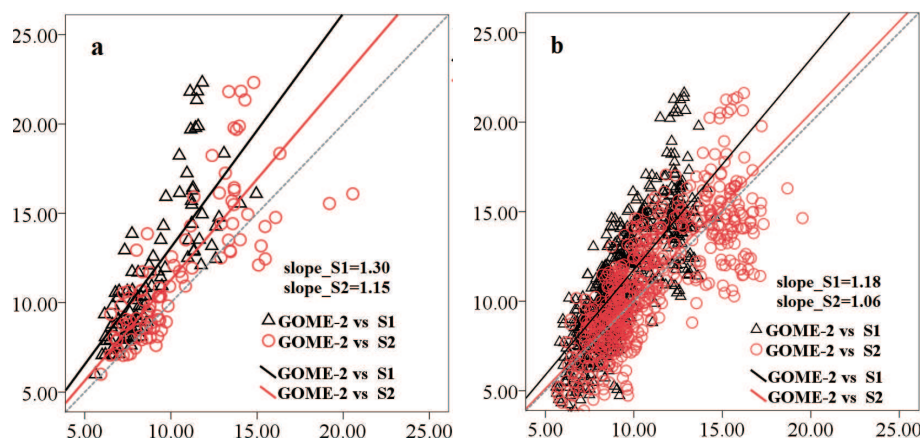 a
25.00
20.00
15.00
10.00
5.00
slope_S1=1.30
slope_S2=1.15
GOME-2 vs S1
GOME-2 vs S2
GOME-2 vs S1
GOME-2 vs S2
5.00 10.00 15.00 20.00 25.00
b
25.00
20.00
15.00
10.00
5.00
slope_S1=1.18
slope_S2=1.06
GOME-2 vs S1
GOME-2 vs S2
GOME-2 vs S1
GOME-2 vs S2
5.00 10.00 15.00 20.00 25.00